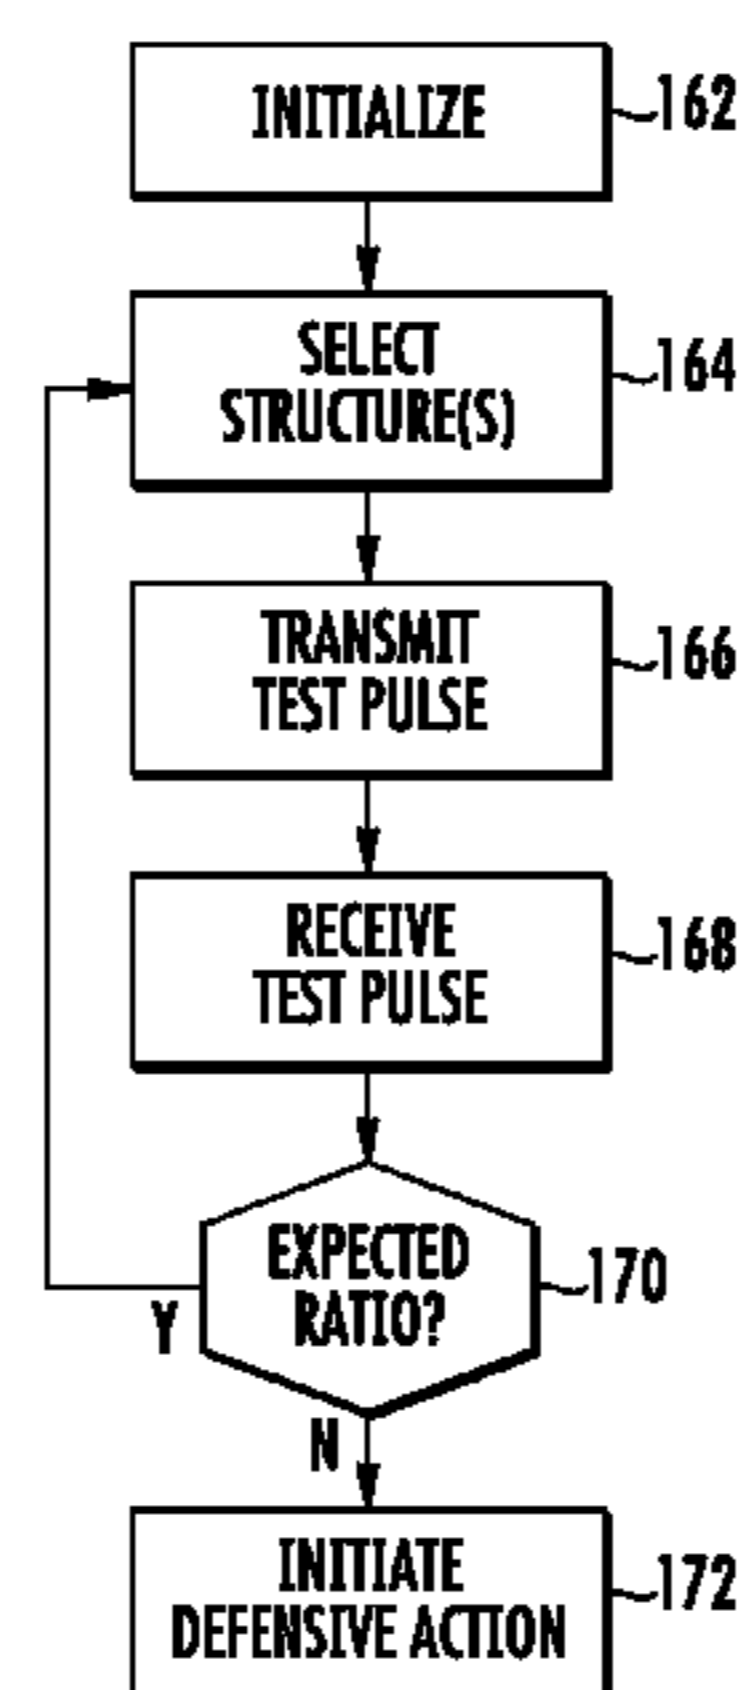 INITIALIZE
162
SELECT
STRUCTURE(S)
164
TRANSMIT
TEST PULSE
166
RECEIVE
TEST PULSE
168
EXPECTED
RATIO?
170
Y
N
INITIATE
DEFENSIVE ACTION
172